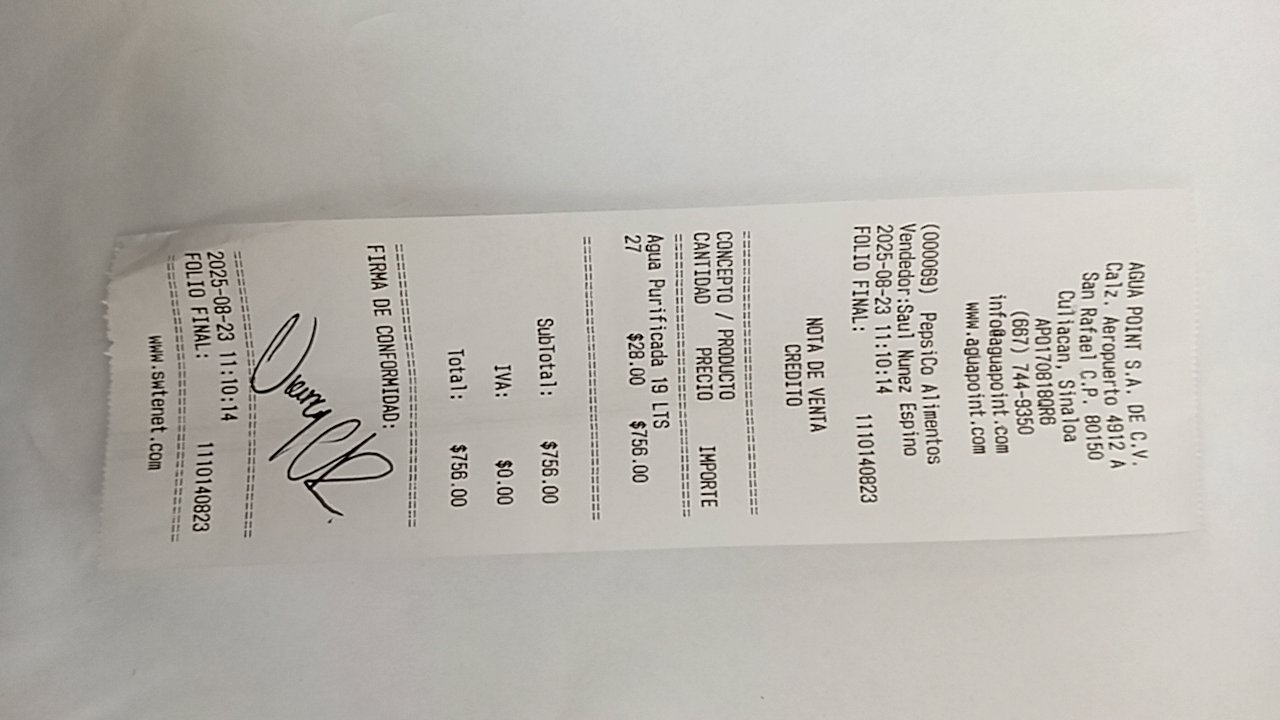 AGUA POINT S.A. DE C.V.
Calz. Aeropuerto 4912 A
San Rafael C.P. 80150
Culiacan, Sinaloa
APO1708180R6
(667) 744-9350
info@aguapoint.com
www.aguapoint.com
(000069) PepsiCo Alimentos
Vendedor:Saul Nunez Espino
2025-08-23 11:10:14
FOLIO FINAL: 1110140823
NOTA DE VENTA
CREDITO
CONCEPTO / PRODUCTO
CANTIDAD PRECIO IMPORTE
Agua Purificada 19 LTS
27 $28.00 $756.00
SubTotal: $756.00
IVA: $0.00
Total: $756.00
FIRMA DE CONFORMIDAD:
2025-08-23 11:10:14
FOLIO FINAL: 1110140823
www.swtenet.com